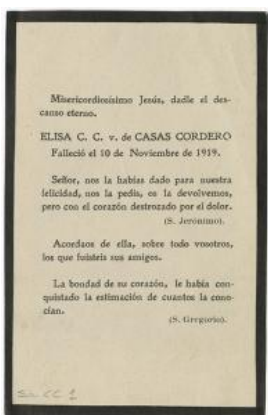 Misericordiosísimo Jesús, dadle el des-
canso eterno.
ELISA C. C. v. de CASAS CORDERO
Falleció el 10 de Noviembre de 1919.
Señor, nos la habías dado para nuestra
felicidad, nos la pedís, os la devolvemos,
pero con el corazón destrozado por el dolor.
(S. Jerónimo).
Acordaos de ella, sobre todo vosotros,
los que fuisteis sus amigos.
La bondad de su corazón, le había con-
quistado la estimación de cuantos la cono-
cían.
(S. Gregorio).